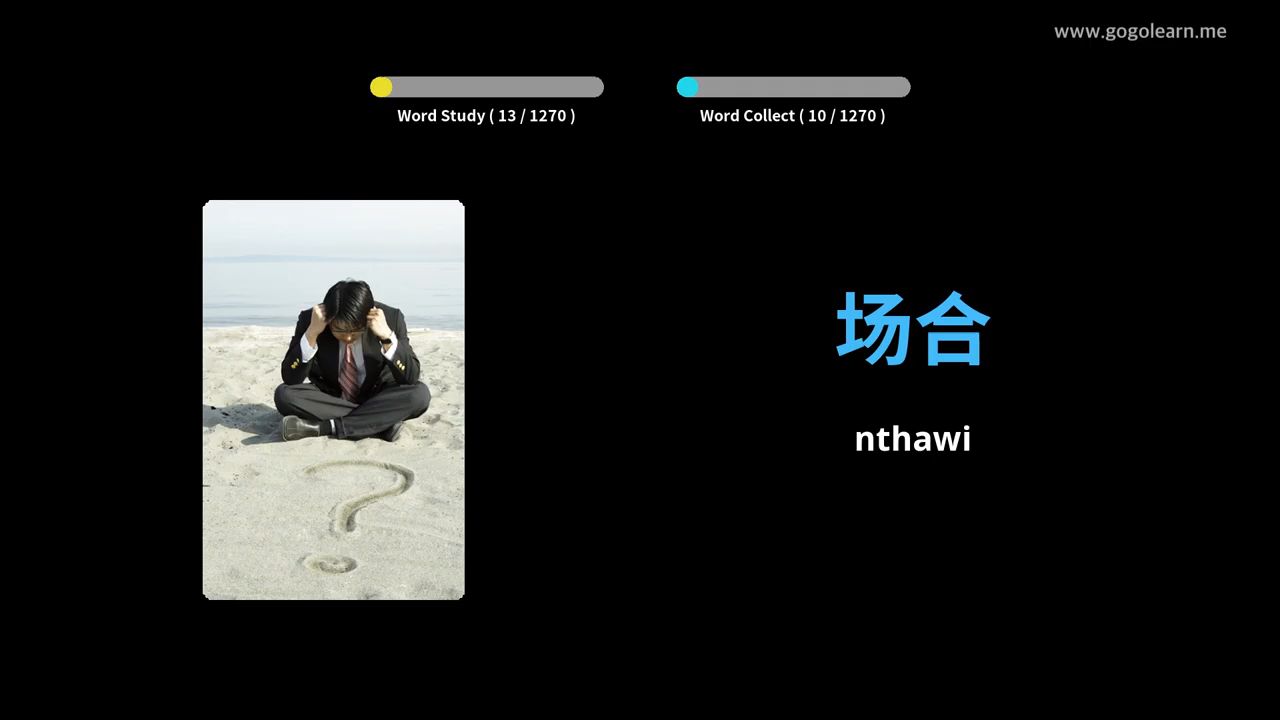 www.gogolearn.me
Word Study ( 13 / 1270 )
Word Collect ( 10 / 1270 )
场合
nthawi
?